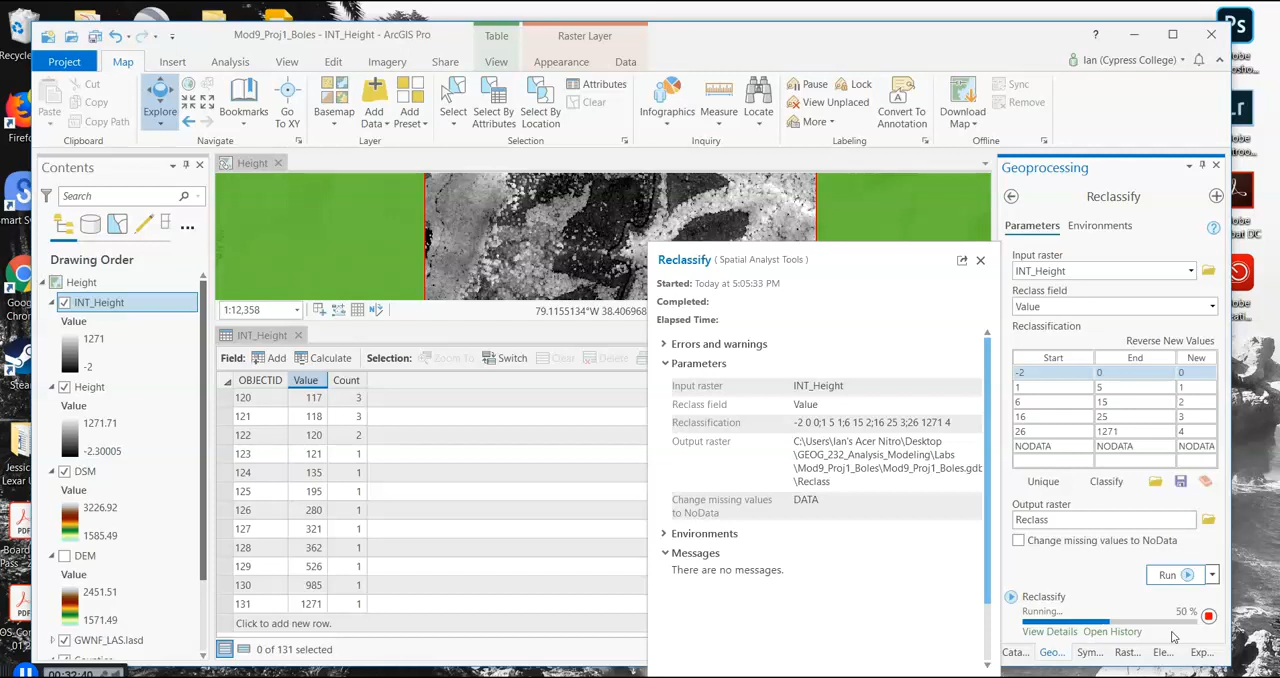 Mod9_Proj1_Boles - INT_Height - ArcGIS Pro
Table
Raster Layer
?
Project
Map
Insert
Analysis
View
Edit
Imagery
Share
View
Appearance
Data
Ian (Cypress College)
Paste
Cut
Copy
Copy Path
Clipboard
Explore
Bookmarks
Go To XY
Navigate
Basemap
Add Data
Add Preset
Layer
Select
Select By Attributes
Select By Location
Attributes
Clear
Selection
Infographics
Measure
Locate
Inquiry
Pause
Lock
View Unplaced
More
Convert To Annotation
Labeling
Download Map
Sync
Remove
Offline
Contents
Search
Drawing Order
Height
INT_Height
Value
1271
-2
Height
Value
1271.71
-2.30005
DSM
Value
3226.92
1585.49
DEM
Value
2451.51
1571.49
GWNF_LAS.lasd
Height
1:12,358
79.1155134°W 38.406968
INT_Height
Field: Add Calculate Selection: Zoom To Switch Clear Delete
OBJECTID Value Count
120 117 3
121 118 3
122 120 2
123 121 1
124 135 1
125 195 1
126 280 1
127 321 1
128 362 1
129 526 1
130 985 1
131 1271 1
Click to add new row.
0 of 131 selected
Reclassify ( Spatial Analyst Tools )
Started: Today at 5:05:33 PM
Completed:
Elapsed Time:
Errors and warnings
Parameters
Input raster INT_Height
Reclass field Value
Reclassification -2 0 0;1 5 1;6 15 2;16 25 3;26 1271 4
Output raster C:\Users\Ian's Acer Nitro\Desktop
\GEOG_232_Analysis_Modeling\Labs
\Mod9_Proj1_Boles\Mod9_Proj1_Boles.gdb
\Reclass
Change missing values to NoData DATA
Environments
Messages
There are no messages.
Geoprocessing
Reclassify
Parameters Environments
?
Input raster
INT_Height
Reclass field
Value
Reclassification
Reverse New Values
Start End New
-2 0 0
1 5 1
6 15 2
16 25 3
26 1271 4
NODATA NODATA NODATA
Unique Classify
Output raster
Reclass
Change missing values to NoData
Run
Reclassify
Running... 50 %
View Details Open History
Cata... Geo... Sym... Rast... Ele... Exp...
Ps
00:32:40